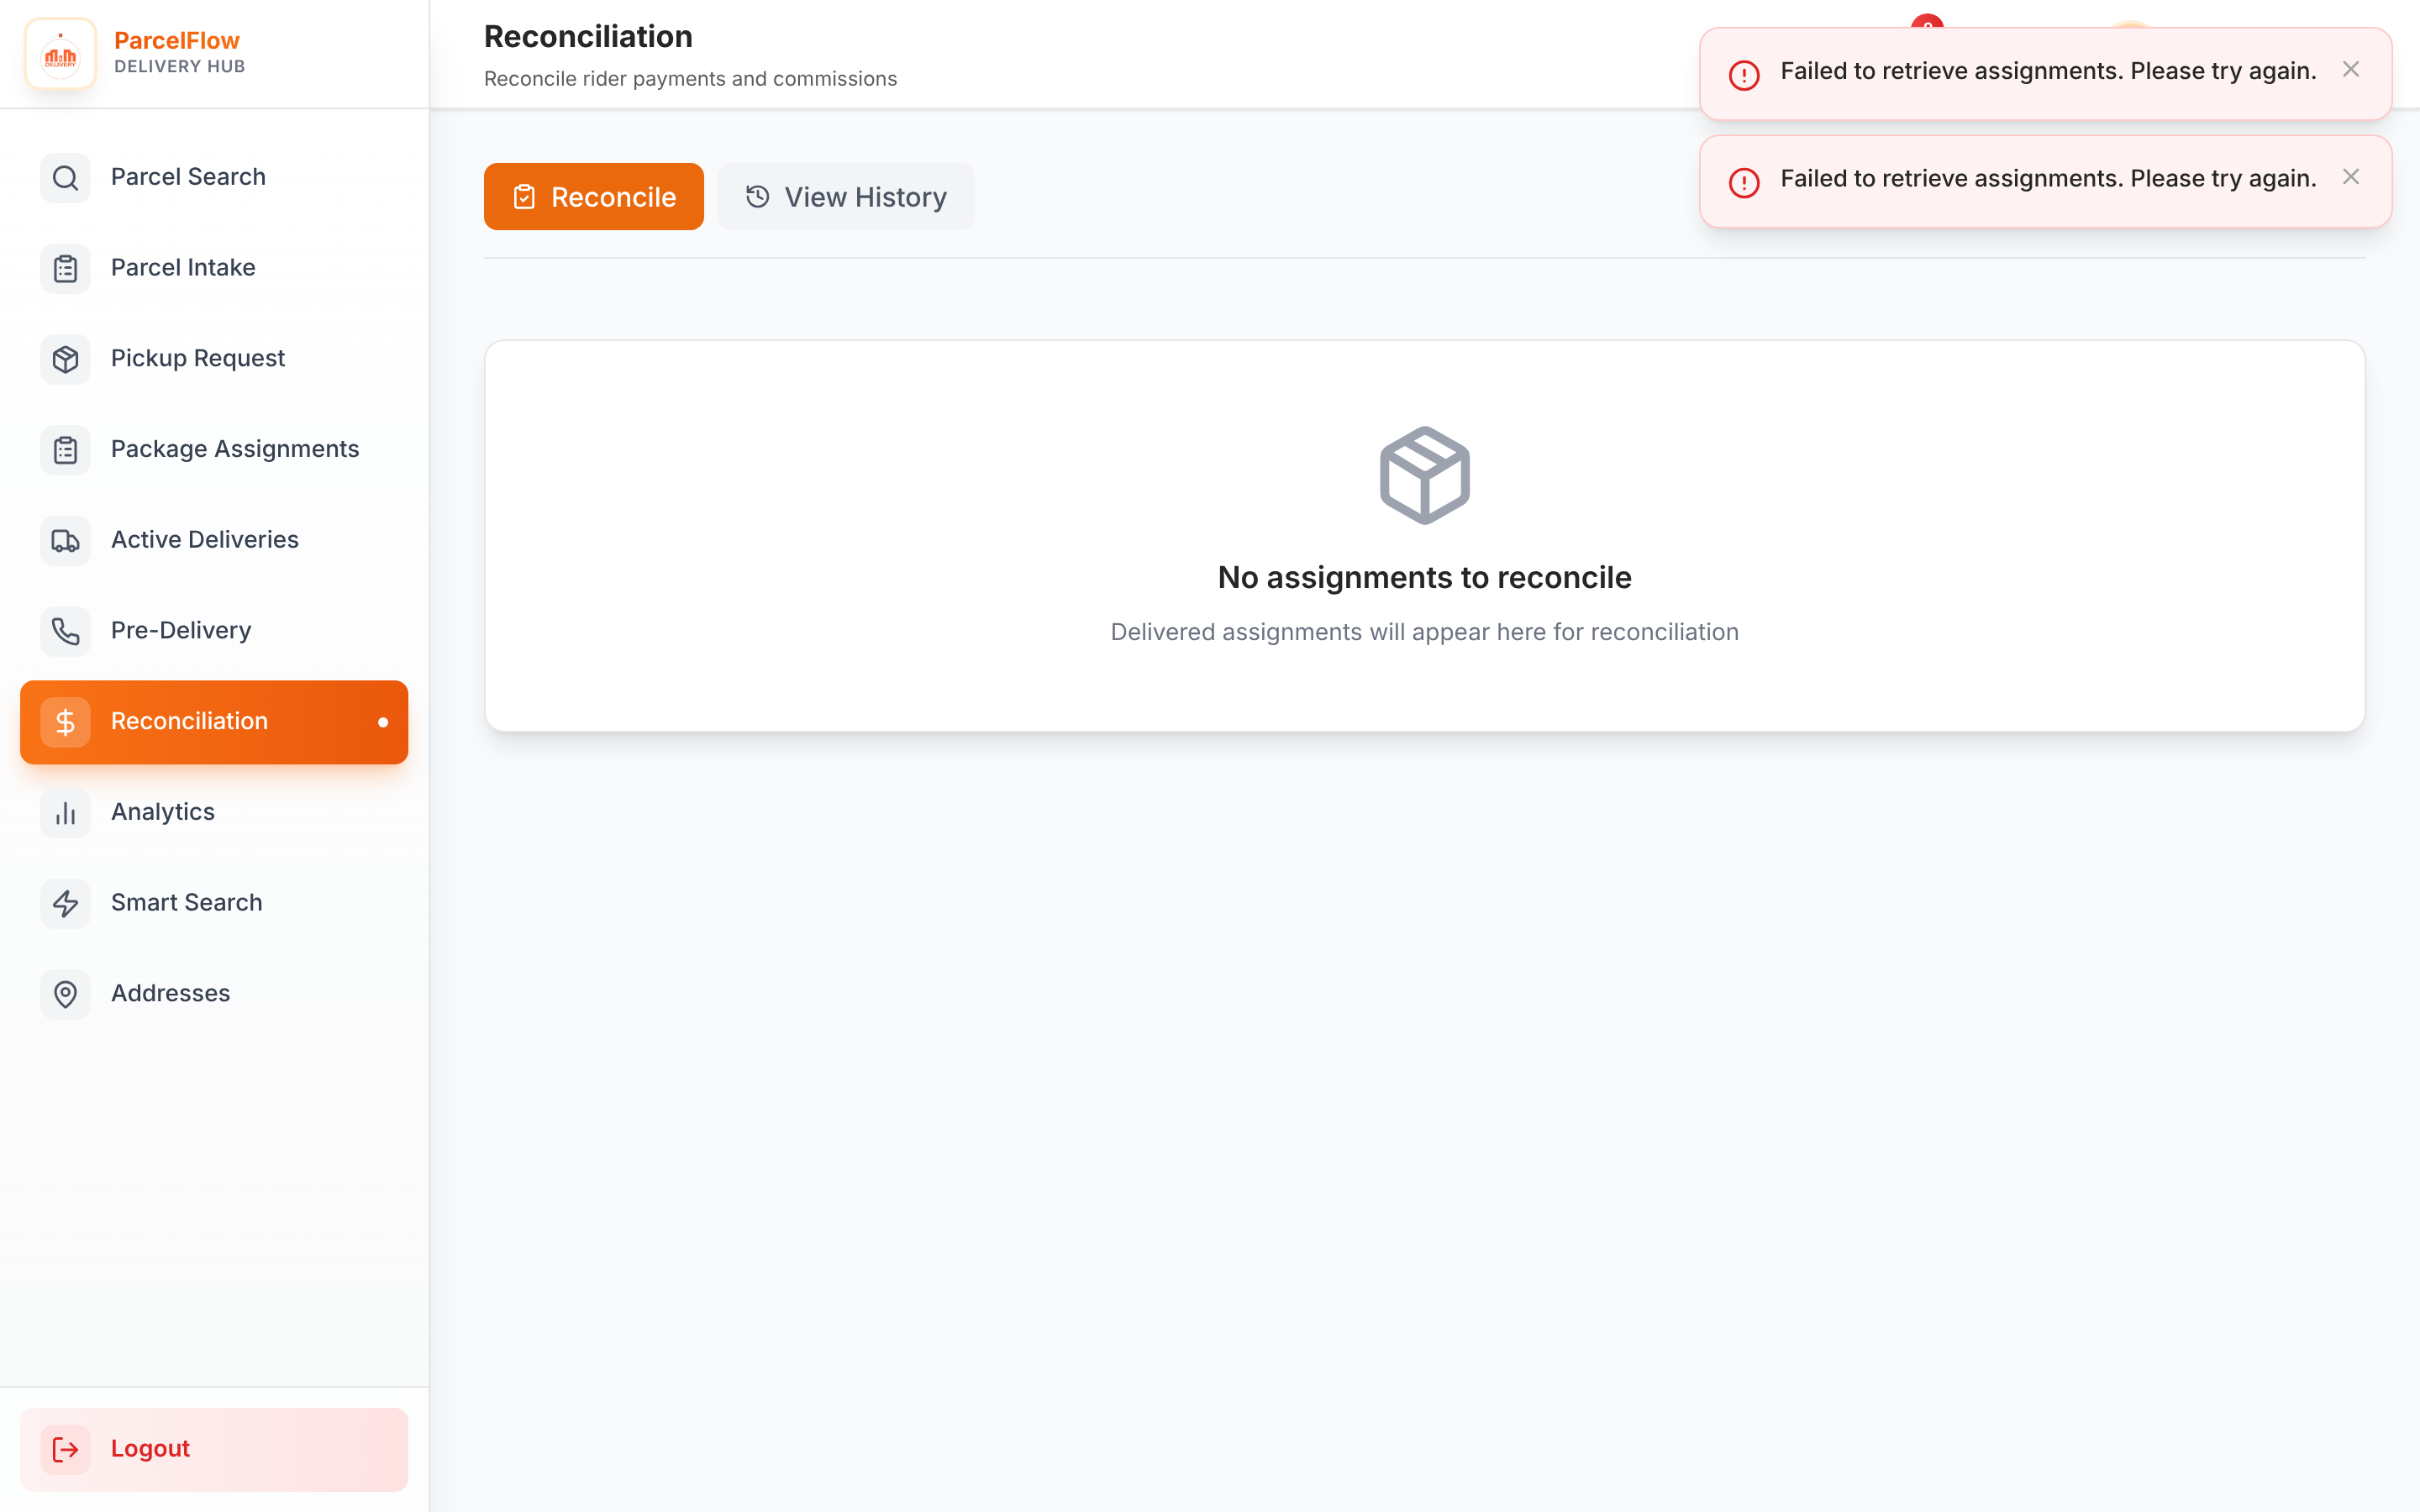 ParcelFlow
DELIVERY HUB
Parcel Search
Parcel Intake
Pickup Request
Package Assignments
Active Deliveries
Pre-Delivery
Reconciliation
Analytics
Smart Search
Addresses
Logout
Reconciliation
Reconcile rider payments and commissions
Reconcile
View History
Failed to retrieve assignments. Please try again.
Failed to retrieve assignments. Please try again.
No assignments to reconcile
Delivered assignments will appear here for reconciliation